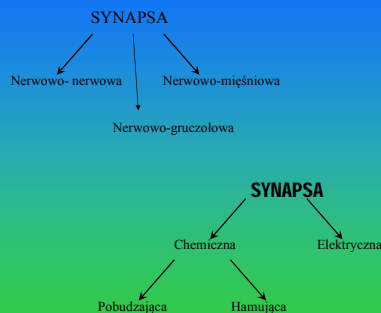 SYNAPSA
Nerwowo- nerwowa
Nerwowo-mięśniowa
Nerwowo-gruczołowa
SYNAPSA
Chemiczna
Elektryczna
Pobudzająca
Hamująca